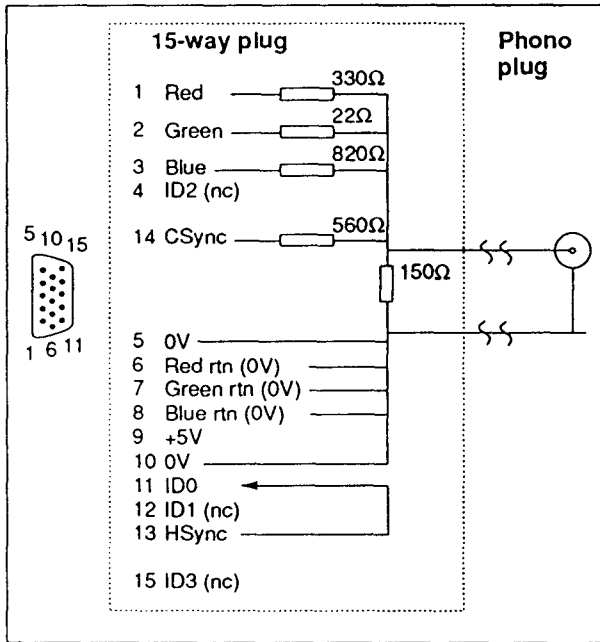 15-way plug
Phono
plug
1 Red 330Ω
2 Green 22Ω
3 Blue 820Ω
4 ID2 (nc)
14 CSync 560Ω
150Ω
5 10 15
1 6 11
5 0V
6 Red rtn (0V)
7 Green rtn (0V)
8 Blue rtn (0V)
9 +5V
10 0V
11 ID0
12 ID1 (nc)
13 HSync
15 ID3 (nc)